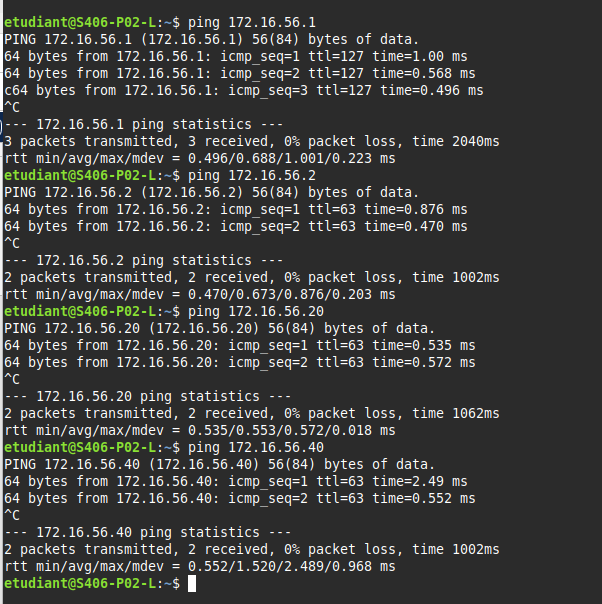 etudiant@S406-P02-L:~$ ping 172.16.56.1
PING 172.16.56.1 (172.16.56.1) 56(84) bytes of data.
64 bytes from 172.16.56.1: icmp_seq=1 ttl=127 time=1.00 ms
64 bytes from 172.16.56.1: icmp_seq=2 ttl=127 time=0.568 ms
c64 bytes from 172.16.56.1: icmp_seq=3 ttl=127 time=0.496 ms
^C
--- 172.16.56.1 ping statistics ---
3 packets transmitted, 3 received, 0% packet loss, time 2040ms
rtt min/avg/max/mdev = 0.496/0.688/1.001/0.223 ms
etudiant@S406-P02-L:~$ ping 172.16.56.2
PING 172.16.56.2 (172.16.56.2) 56(84) bytes of data.
64 bytes from 172.16.56.2: icmp_seq=1 ttl=63 time=0.876 ms
64 bytes from 172.16.56.2: icmp_seq=2 ttl=63 time=0.470 ms
^C
--- 172.16.56.2 ping statistics ---
2 packets transmitted, 2 received, 0% packet loss, time 1002ms
rtt min/avg/max/mdev = 0.470/0.673/0.876/0.203 ms
etudiant@S406-P02-L:~$ ping 172.16.56.20
PING 172.16.56.20 (172.16.56.20) 56(84) bytes of data.
64 bytes from 172.16.56.20: icmp_seq=1 ttl=63 time=0.535 ms
64 bytes from 172.16.56.20: icmp_seq=2 ttl=63 time=0.572 ms
^C
--- 172.16.56.20 ping statistics ---
2 packets transmitted, 2 received, 0% packet loss, time 1062ms
rtt min/avg/max/mdev = 0.535/0.553/0.572/0.018 ms
etudiant@S406-P02-L:~$ ping 172.16.56.40
PING 172.16.56.40 (172.16.56.40) 56(84) bytes of data.
64 bytes from 172.16.56.40: icmp_seq=1 ttl=63 time=2.49 ms
64 bytes from 172.16.56.40: icmp_seq=2 ttl=63 time=0.552 ms
^C
--- 172.16.56.40 ping statistics ---
2 packets transmitted, 2 received, 0% packet loss, time 1002ms
rtt min/avg/max/mdev = 0.552/1.520/2.489/0.968 ms
etudiant@S406-P02-L:~$